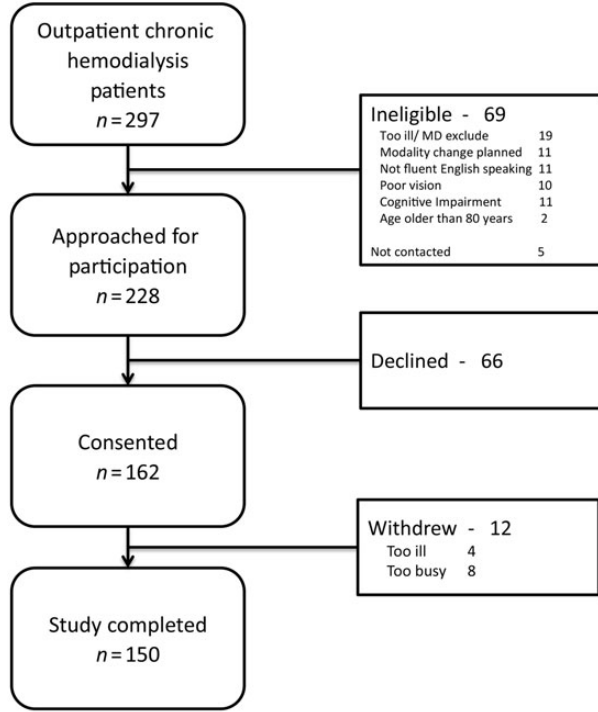 Outpatient chronic
hemodialysis
patients
n=297
Ineligible - 69
Too ill/ MD exclude 19
Modality change planned 11
Not fluent English speaking 11
Poor vision 10
Cognitive Impairment 11
Age older than 80 years 2
Not contacted 5
Approached for
participation
n=228
Declined - 66
Consented
n=162
Withdrew - 12
Too ill 4
Too busy 8
Study completed
n=150